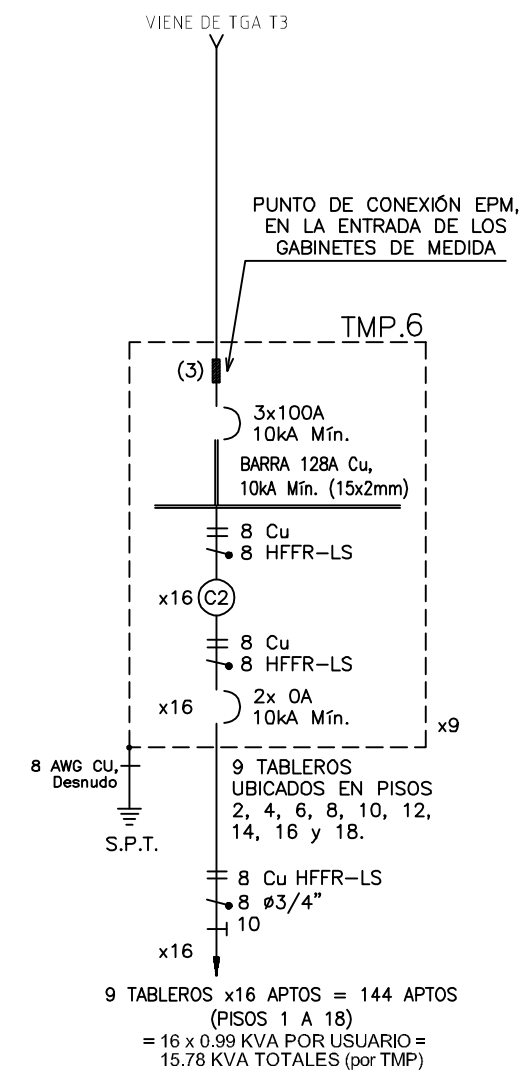 VIENE DE TGA T3
PUNTO DE CONEXIÓN EPM,
EN LA ENTRADA DE LOS
GABINETES DE MEDIDA
TMP.6
(3)
3x100A
10kA Mín.
BARRA 128A Cu,
10kA Mín. (15x2mm)
8 Cu
8 HFFR-LS
x16
C2
8 Cu
8 HFFR-LS
x16
2x 0A
10kA Mín.
x9
8 AWG CU,
Desnudo
S.P.T.
9 TABLEROS
UBICADOS EN PISOS
2, 4, 6, 8, 10, 12,
14, 16 y 18.
8 Cu HFFR-LS
8 ø3/4"
10
x16
9 TABLEROS x16 APTOS = 144 APTOS
(PISOS 1 A 18)
= 16 x 0.99 KVA POR USUARIO =
15.78 KVA TOTALES (por TMP)